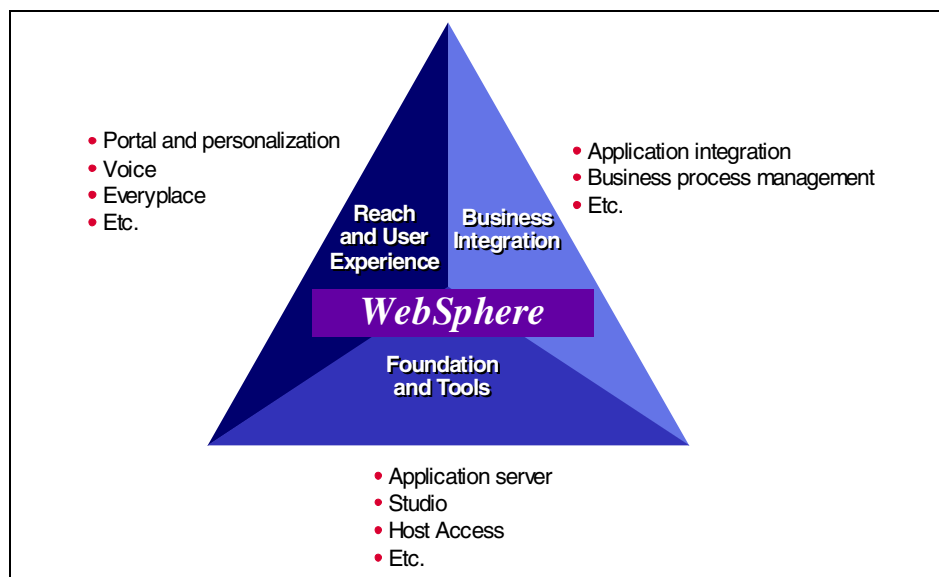 • Portal and personalization
• Voice
• Everyplace
• Etc.
• Application integration
• Business process management
• Etc.
Reach
and User
Experience
Business
Integration
WebSphere
Foundation
and Tools
• Application server
• Studio
• Host Access
• Etc.